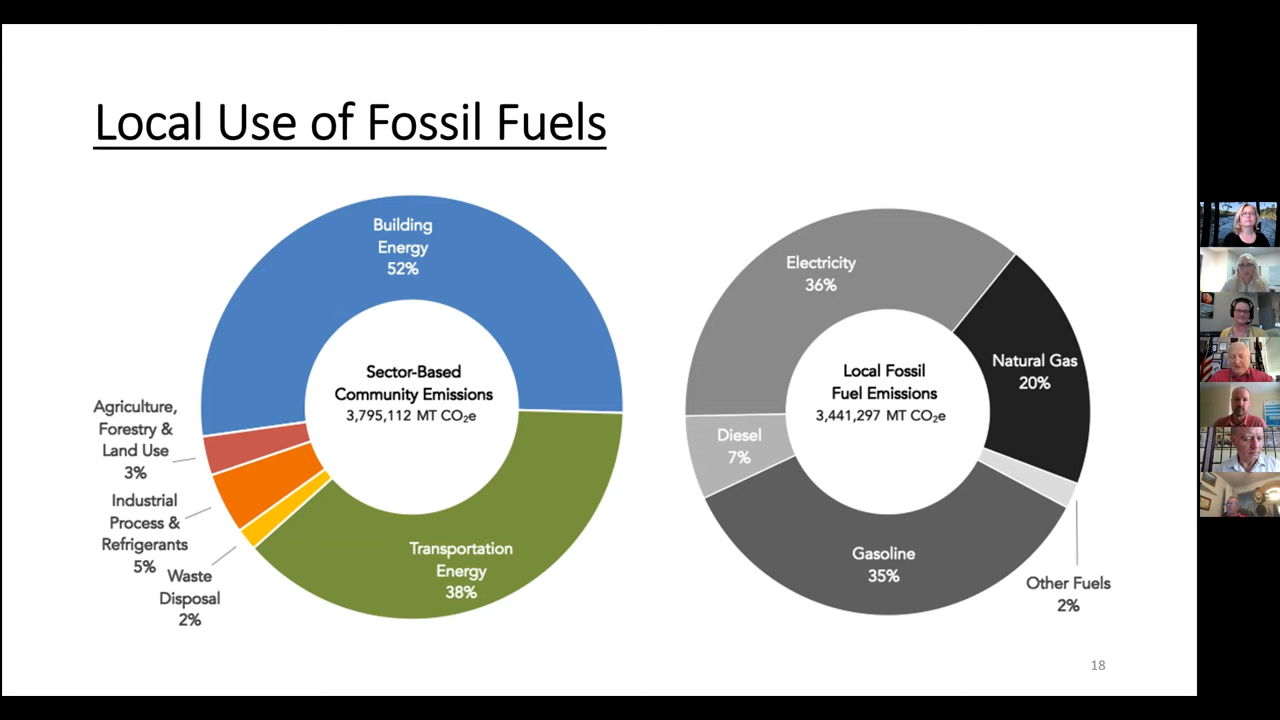 Local Use of Fossil Fuels
Building
Energy
52%
Sector-Based
Community Emissions
3,795,112 MT CO₂e
Agriculture,
Forestry &
Land Use
3%
Industrial
Process &
Refrigerants
5%
Waste
Disposal
2%
Transportation
Energy
38%
Electricity
36%
Natural Gas
20%
Local Fossil
Fuel Emissions
3,441,297 MT CO₂e
Diesel
7%
Gasoline
35%
Other Fuels
2%
18